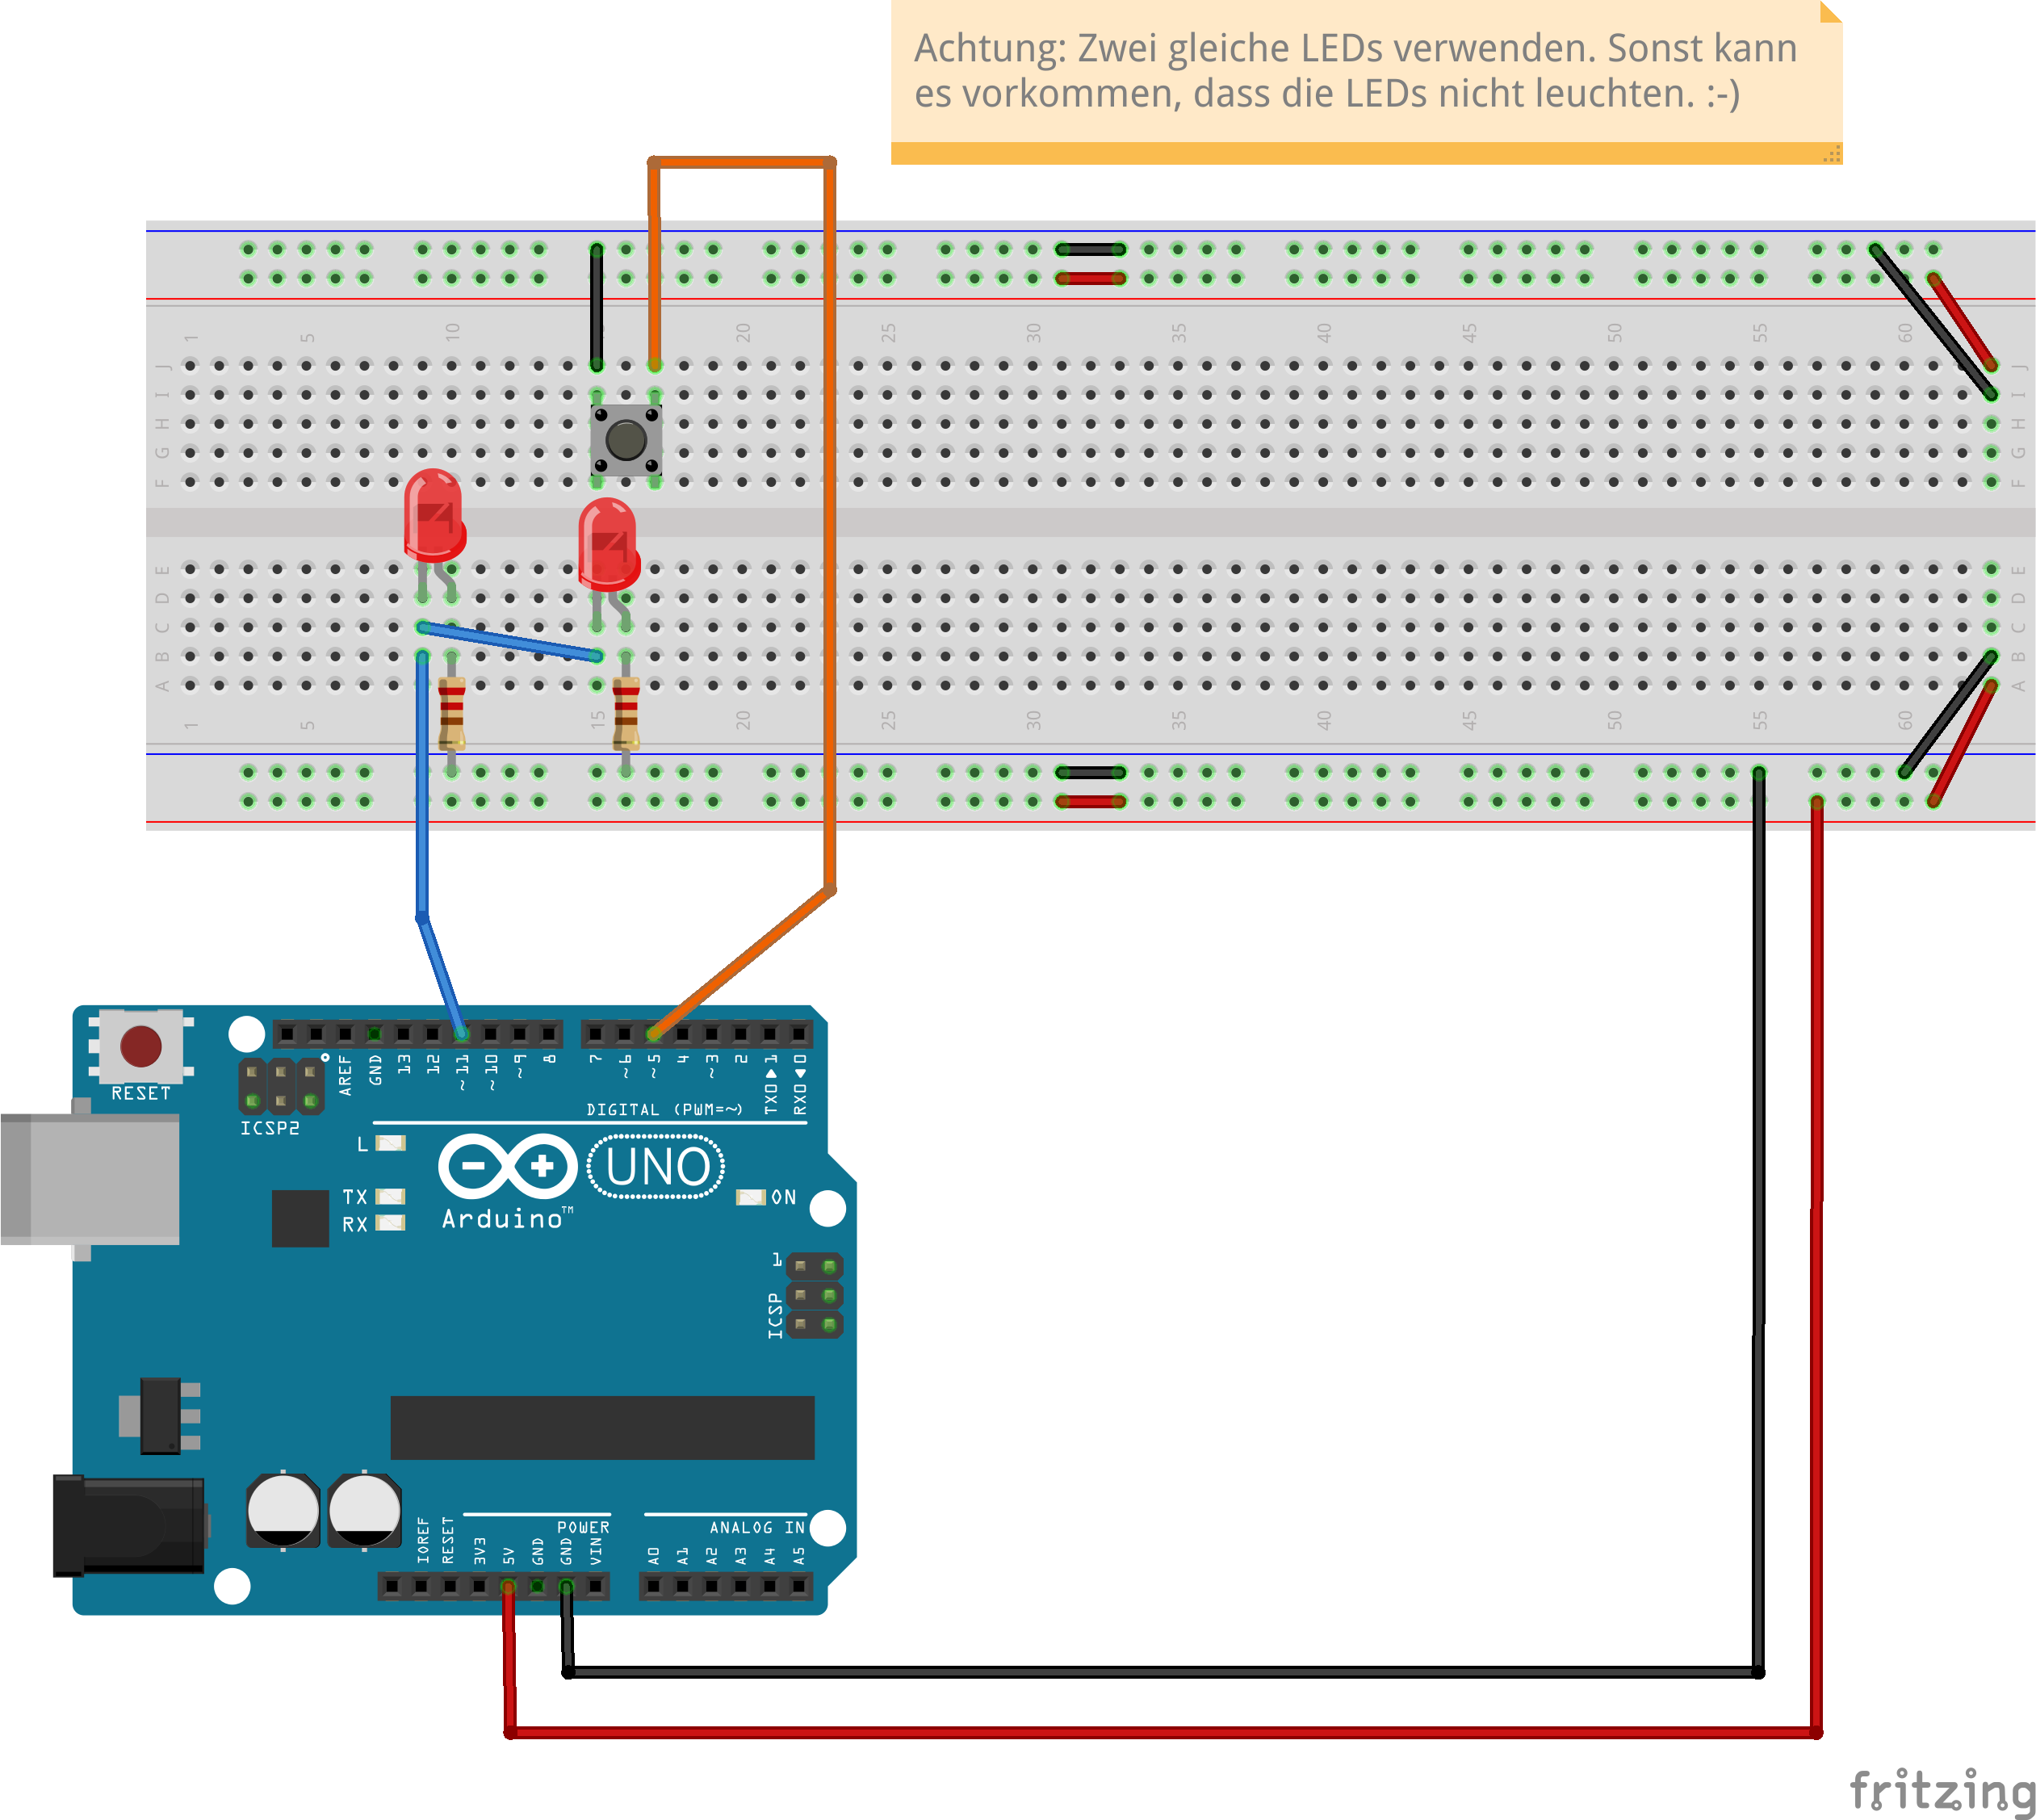 Achtung: Zwei gleiche LEDs verwenden. Sonst kann
es vorkommen, dass die LEDs nicht leuchten. :-)
1 5 10 20 25 30 35 40 45 50 55 60
J J
I I
H H
G G
F F
E E
D D
C C
B B
A A
1 5 15 20 25 30 35 40 45 50 55 60
RESET
ICSP2
AREF
GND
13
12
~11
~10
~9
8
7
~6
~5
4
~3
2
TX0▶1
RX0◀0
DIGITAL (PWM=~)
L
TX
RX
UNO
Arduino™
ON
1
ICSP
POWER
ANALOG IN
IOREF
RESET
3V3
5V
GND
GND
VIN
A0
A1
A2
A3
A4
A5
fritzing